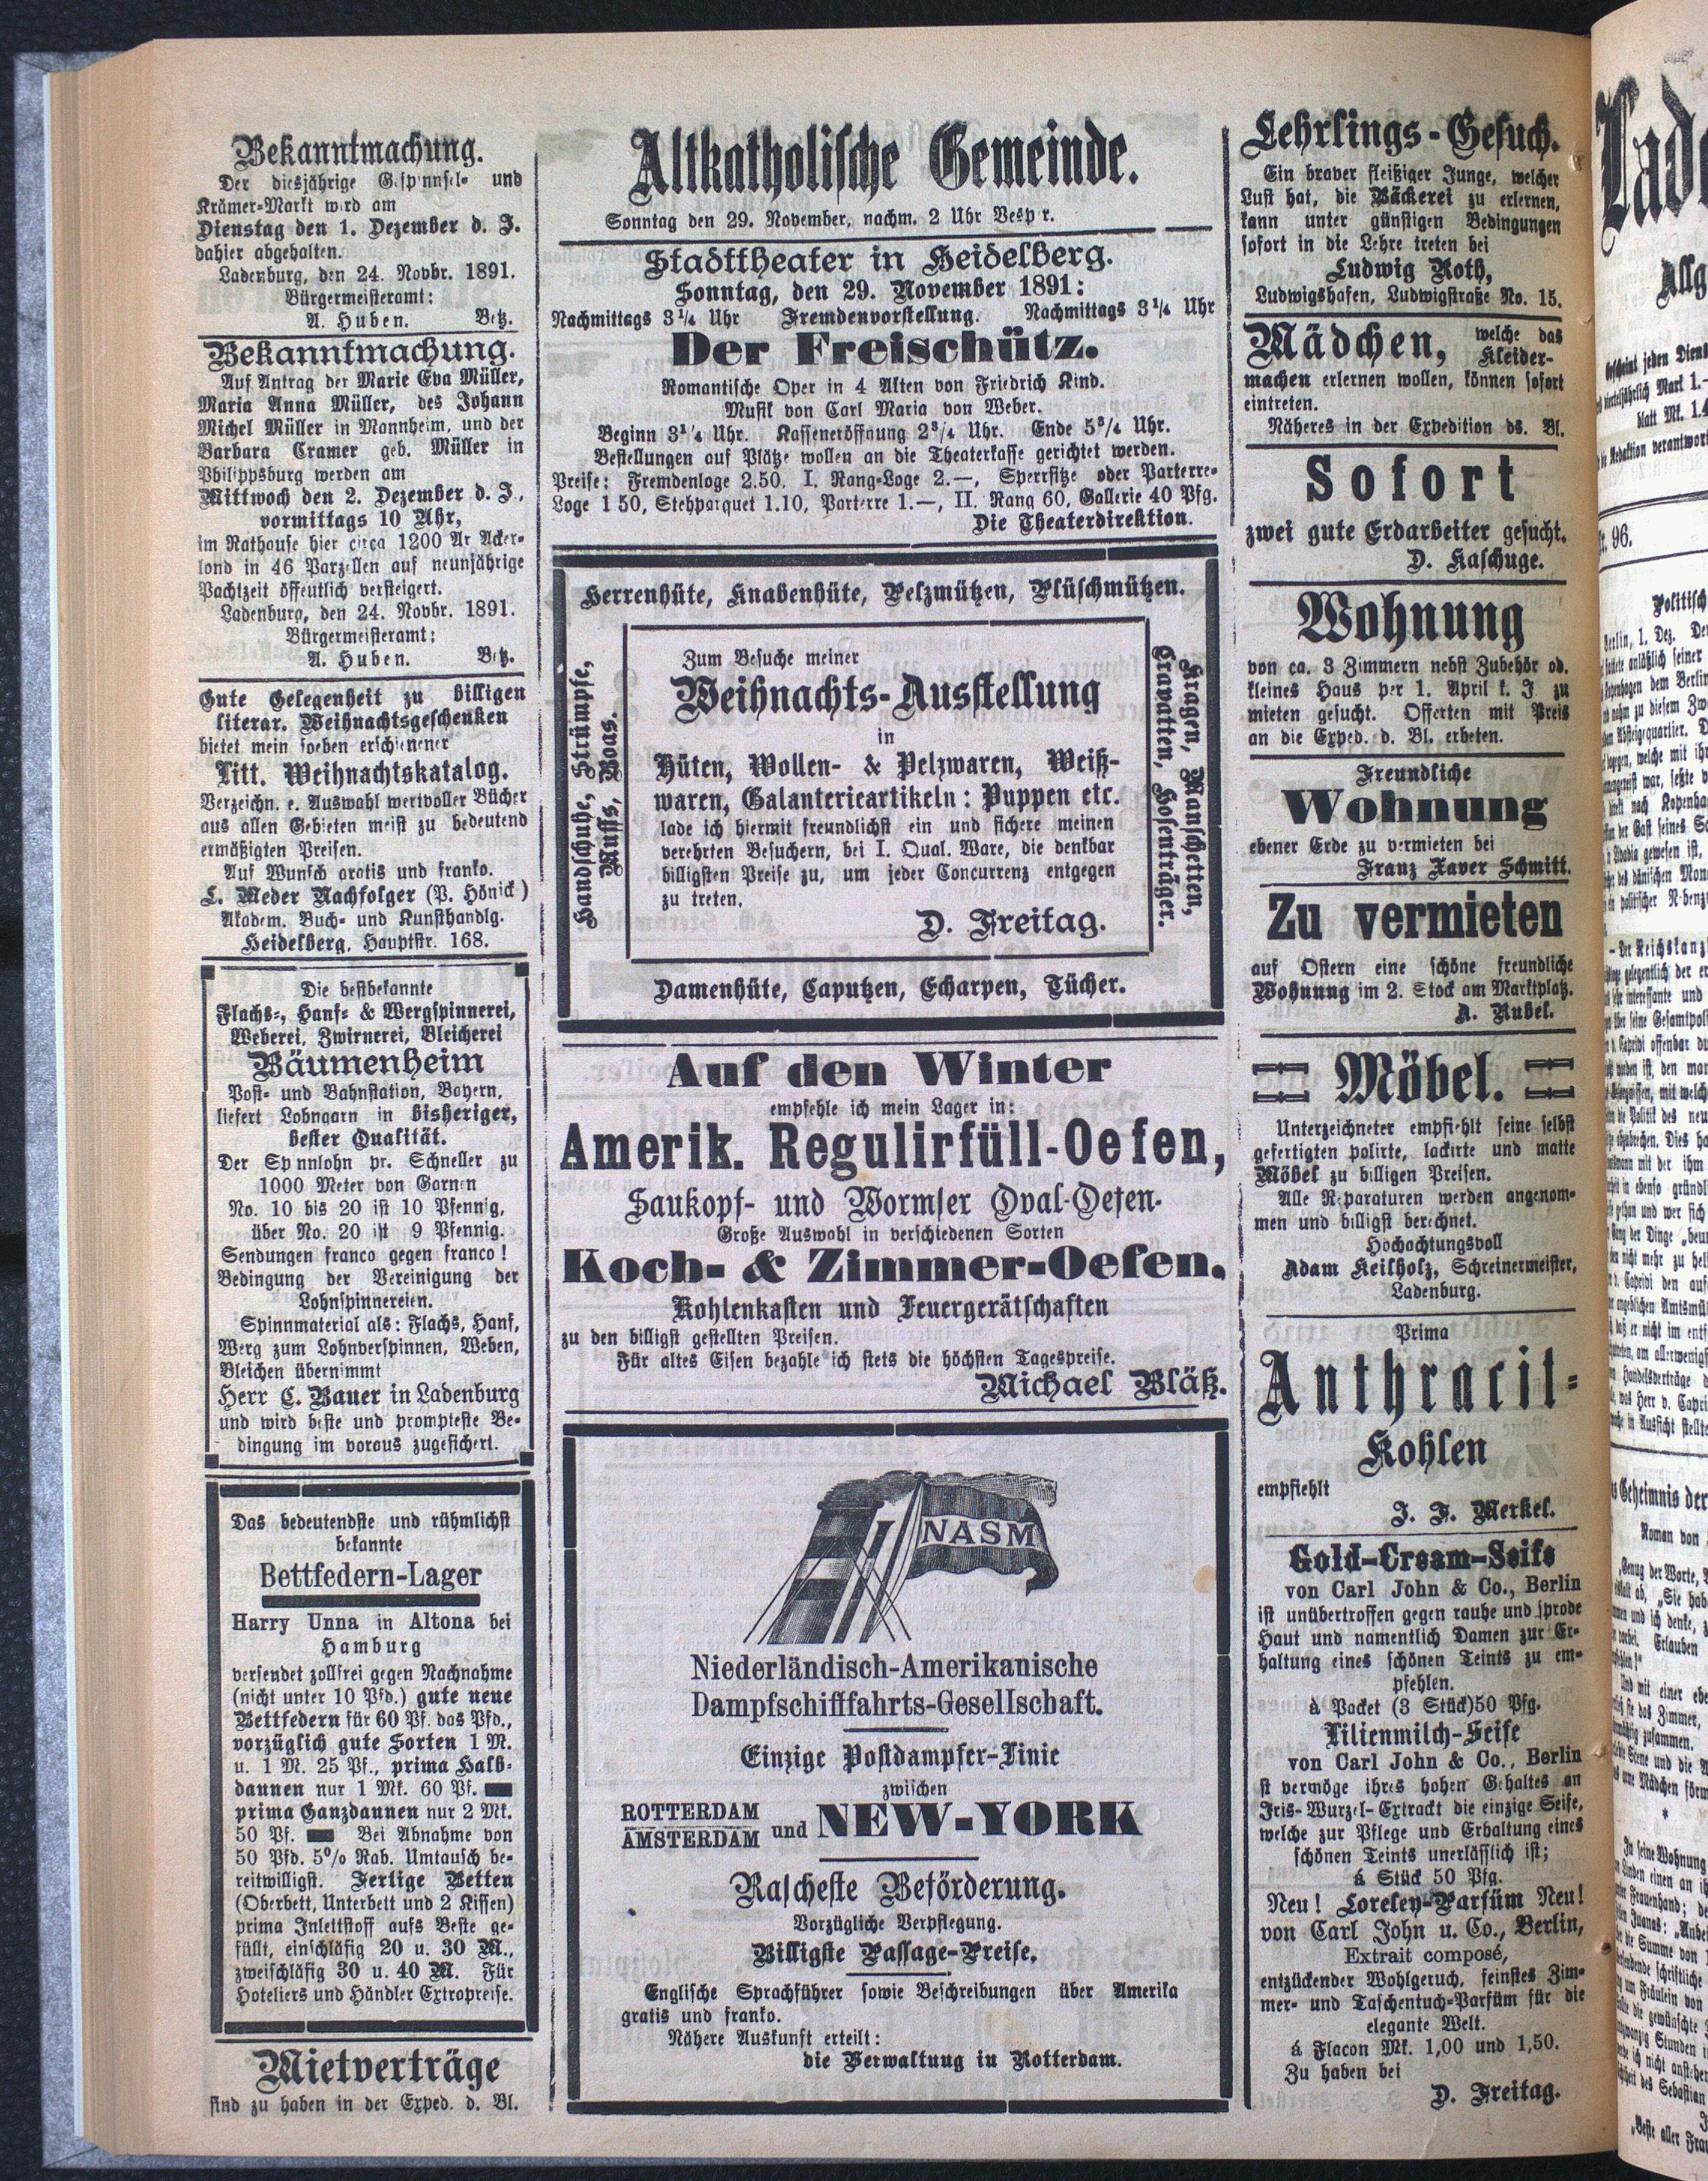 Bekanntmachung.
Der diesjährige Gespinnsel- und
Krämer-Markt wird am
Dienstag den 1. Dezember d. J.
dahier abgehalten.
Ladenburg, den 24. Novbr. 1891.
Bürgermeisteramt:
A. Huben. Betz.
Bekanntmachung.
Auf Antrag der Marie Eva Müller,
Maria Anna Müller, des Johann
Michel Müller in Mannheim, und der
Barbara Cramer geb. Müller in
Philippsburg werden am
Mittwoch den 2. Dezember d. J.,
vormittags 10 Uhr,
im Rathause hier circa 1200 Ar Acker-
land in 46 Parzellen auf neunjährige
Pachtzeit öffentlich versteigert.
Ladenburg, den 24. Novbr. 1891.
Bürgermeisteramt:
A. Huben. Betz.
Gute Gelegenheit zu billigen
literar. Weihnachtsgeschenken
bietet mein soeben erschienener
Litt. Weihnachtskatalog.
Verzeichn. e. Auswahl wertvoller Bücher
aus allen Gebieten meist zu bedeutend
ermäßigten Preisen.
Auf Wunsch gratis und franko.
L. Meder Nachfolger (P. Hönick)
Akadem. Buch- und Kunsthandlg.
Heidelberg, Hauptstr. 168.
Die bestbekannte
Flachs-, Hanf- & Wergspinnerei,
Weberei, Zwirnerei, Bleicherei
Bäumenheim
Post- und Bahnstation, Bayern,
liefert Lohngarn in bisheriger,
bester Qualität.
Der Spinnlohn pr. Schneller zu
1000 Meter von Garnen
No. 10 bis 20 ist 10 Pfennig,
über No. 20 ist 9 Pfennig.
Sendungen franco gegen franco!
Bedingung der Vereinigung der
Lohnspinnereien.
Spinnmaterial als: Flachs, Hanf,
Werg zum Lohnverspinnen, Weben,
Bleichen übernimmt
Herr C. Bauer in Ladenburg
und wird beste und prompteste Be-
dingung im voraus zugesichert.
Das bedeutendste und rühmlichst
bekannte
Bettfedern-Lager
Harry Unna in Altona bei
Hamburg
versendet zollfrei gegen Nachnahme
(nicht unter 10 Pfd.) gute neue
Bettfedern für 60 Pf. das Pfd.,
vorzüglich gute Sorten 1 M.
u. 1 M. 25 Pf., prima Halb-
daunen nur 1 Mk. 60 Pf.
prima Ganzdaunen nur 2 Mk.
50 Pf. Bei Abnahme von
50 Pfd. 5% Rab. Umtausch be-
reitwilligst. Fertige Betten
(Oberbett, Unterbett und 2 Kissen)
prima Inlettstoff aufs Beste ge-
füllt, einschläfig 20 u. 30 M.,
zweischläfig 30 u. 40 M. Für
Hoteliers und Händler Extrapreise.
Mietverträge
sind zu haben in der Exped. d. Bl.
Altkatholische Gemeinde.
Sonntag den 29. November, nachm. 2 Uhr Vesper.
Stadttheater in Heidelberg.
Sonntag, den 29. November 1891:
Nachmittags 3¼ Uhr Fremdenvorstellung. Nachmittags 3¼ Uhr
Der Freischütz.
Romantische Oper in 4 Akten von Friedrich Kind.
Musik von Carl Maria von Weber.
Beginn 3¼ Uhr. Kasseneröffnung 2¾ Uhr. Ende 5¾ Uhr.
Bestellungen auf Plätze wollen an die Theaterkasse gerichtet werden.
Preise: Fremdenloge 2.50, I. Rang-Loge 2.—, Sperrsitze oder Parterre-
Loge 1 50, Stehparquet 1.10, Parterre 1.—, II. Rang 60, Gallerie 40 Pfg.
Die Theaterdirektion.
Herrenhüte, Knabenhüte, Pelzmützen, Plüschmützen.
Handschuhe, Strümpfe,
Muffs, Boas.
Zum Besuche meiner
Weihnachts-Ausstellung
in
Hüten, Wollen- & Pelzwaren, Weiß-
waren, Galanterieartikeln: Puppen etc.
lade ich hiermit freundlichst ein und sichere meinen
verehrten Besuchern, bei I. Qual. Ware, die denkbar
billigsten Preise zu, um jeder Concurrenz entgegen
zu treten.
D. Freitag.
Kragen, Manschetten,
Cravatten, Hosenträger.
Damenhüte, Caputzen, Echarpen, Tücher.
Auf den Winter
empfehle ich mein Lager in:
Amerik. Regulirfüll-Oefen,
Saukopf- und Wormser Oval-Oefen.
Große Auswahl in verschiedenen Sorten
Koch- & Zimmer-Oefen.
Kohlenkasten und Feuergerätschaften
zu den billigst gestellten Preisen.
Für altes Eisen bezahle ich stets die höchsten Tagespreise.
Michael Bläß.
NASM
Niederländisch-Amerikanische
Dampfschifffahrts-Gesellschaft.
Einzige Postdampfer-Linie
zwischen
ROTTERDAM
AMSTERDAM und NEW-YORK
Rascheste Beförderung.
Vorzügliche Verpflegung.
Billigste Passage-Preise.
Englische Sprachführer sowie Beschreibungen über Amerika
gratis und franko.
Nähere Auskunft erteilt:
die Verwaltung in Rotterdam.
Lehrlings-Gesuch.
Ein braver fleißiger Junge, welcher
Lust hat, die Bäckerei zu erlernen,
kann unter günstigen Bedingungen
sofort in die Lehre treten bei
Ludwig Roth,
Ludwigshafen, Ludwigstraße No. 15.
Mädchen, welche das
Kleider-
machen erlernen wollen, können sofort
eintreten.
Näheres in der Expedition ds. Bl.
Sofort
zwei gute Erdarbeiter gesucht.
D. Kaschuge.
Wohnung
von ca. 3 Zimmern nebst Zubehör od.
kleines Haus per 1. April k. J zu
mieten gesucht. Offerten mit Preis
an die Exped. d. Bl. erbeten.
Freundliche
Wohnung
ebener Erde zu vermieten bei
Franz Xaver Schmitt.
Zu vermieten
auf Ostern eine schöne freundliche
Wohnung im 2. Stock am Marktplatz.
A. Rubel.
Möbel.
Unterzeichneter empfiehlt seine selbst
gefertigten polirte, lackirte und matte
Möbel zu billigen Preisen.
Alle Reparaturen werden angenom-
men und billigst berechnet.
Hochachtungsvoll
Adam Keilholz, Schreinermeister,
Ladenburg.
Prima
Anthracit-
Kohlen
empfiehlt
J. F. Merkel.
Gold-Cream-Seife
von Carl John & Co., Berlin
ist unübertroffen gegen rauhe und spröde
Haut und namentlich Damen zur Er-
haltung eines schönen Teints zu em-
pfehlen.
à Packet (3 Stück)50 Pfg.
Lilienmilch-Seife
von Carl John & Co., Berlin
st vermöge ihres hohen Gehaltes an
Iris-Wurzel-Extrackt die einzige Seife,
welche zur Pflege und Erhaltung eines
schönen Teints unerlässlich ist;
á Stück 50 Pfg.
Neu! Loreley-Parfüm Neu!
von Carl John u. Co., Berlin,
Extrait composé,
entzückender Wohlgeruch, feinstes Zim-
mer- und Taschentuch-Parfüm für die
elegante Welt.
á Flacon Mk. 1,00 und 1,50.
Zu haben bei
D. Freitag.
Lad
Allg
96.
Politisch
Berlin, 1. Dez.
Roman von